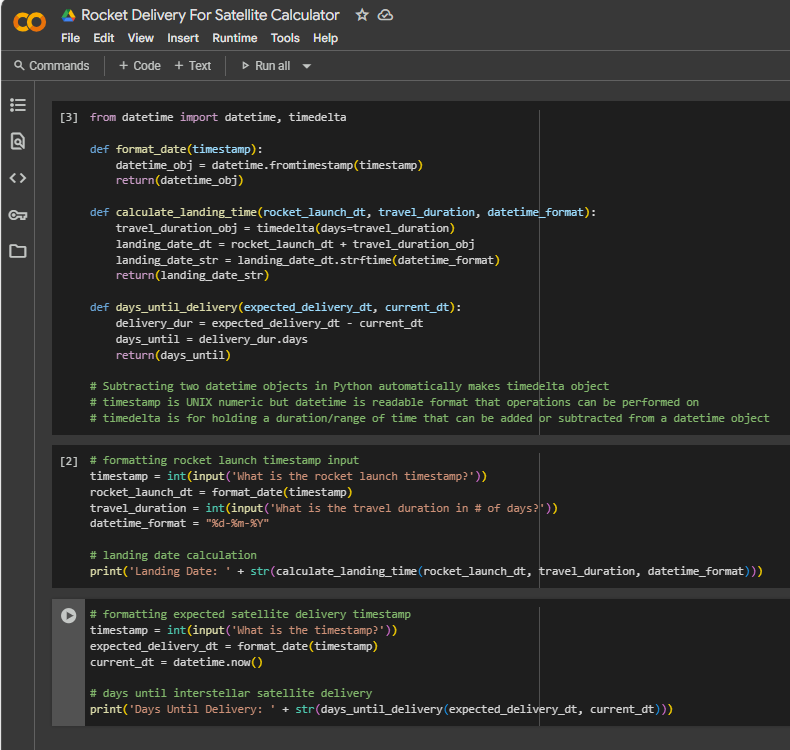 Rocket Delivery For Satellite Calculator
File Edit View Insert Runtime Tools Help
Commands + Code + Text Run all
[3] from datetime import datetime, timedelta
def format_date(timestamp):
datetime_obj = datetime.fromtimestamp(timestamp)
return(datetime_obj)
def calculate_landing_time(rocket_launch_dt, travel_duration, datetime_format):
travel_duration_obj = timedelta(days=travel_duration)
landing_date_dt = rocket_launch_dt + travel_duration_obj
landing_date_str = landing_date_dt.strftime(datetime_format)
return(landing_date_str)
def days_until_delivery(expected_delivery_dt, current_dt):
delivery_dur = expected_delivery_dt - current_dt
days_until = delivery_dur.days
return(days_until)
# Subtracting two datetime objects in Python automatically makes timedelta object
# timestamp is UNIX numeric but datetime is readable format that operations can be performed on
# timedelta is for holding a duration/range of time that can be added or subtracted from a datetime object
[2] # formatting rocket launch timestamp input
timestamp = int(input('What is the rocket launch timestamp?'))
rocket_launch_dt = format_date(timestamp)
travel_duration = int(input('What is the travel duration in # of days?'))
datetime_format = "%d-%m-%Y"
# landing date calculation
print('Landing Date: ' + str(calculate_landing_time(rocket_launch_dt, travel_duration, datetime_format)))
# formatting expected satellite delivery timestamp
timestamp = int(input('What is the timestamp?'))
expected_delivery_dt = format_date(timestamp)
current_dt = datetime.now()
# days until interstellar satellite delivery
print('Days Until Delivery: ' + str(days_until_delivery(expected_delivery_dt, current_dt)))